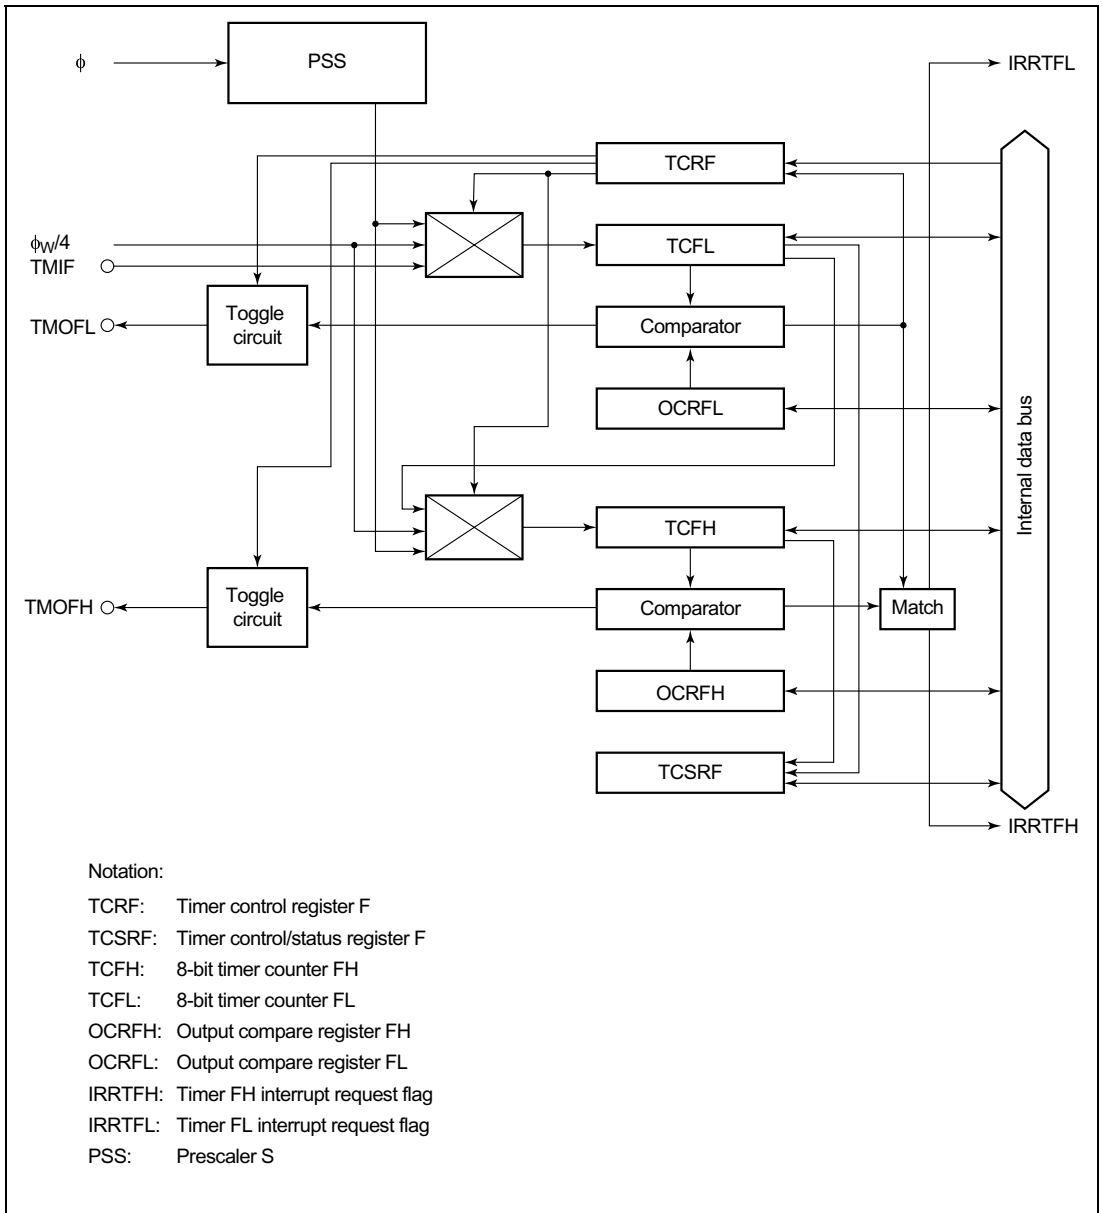 ϕ
PSS
IRRTFL
TCRF
ϕW/4
TCFL
TMIF
TMOFL
Toggle
circuit
Comparator
OCRFL
Internal data bus
TCFH
TMOFH
Toggle
circuit
Comparator
Match
OCRFH
TCSRF
IRRTFH
Notation:
TCRF: Timer control register F
TCSRF: Timer control/status register F
TCFH: 8-bit timer counter FH
TCFL: 8-bit timer counter FL
OCRFH: Output compare register FH
OCRFL: Output compare register FL
IRRTFH: Timer FH interrupt request flag
IRRTFL: Timer FL interrupt request flag
PSS: Prescaler S